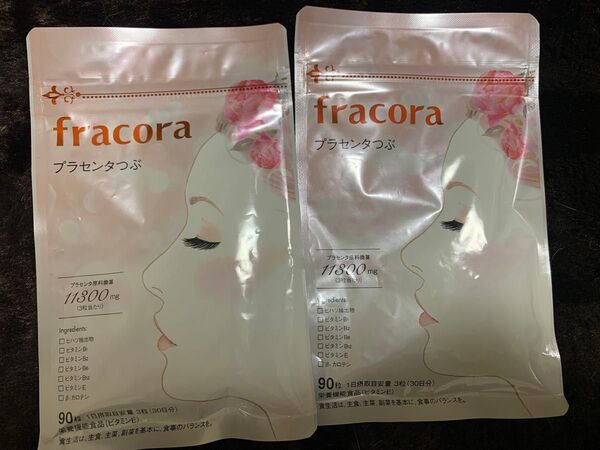 fracora
プラセンタつぶ
プラセンタ原料換算
11300mg
(3粒当たり)
Ingredients:
ヒハツ抽出物
ビタミンB1
ビタミンB2
ビタミンB6
ビタミンB12
ビタミンE
β-カロテン
90粒 1日摂取目安量 3粒(30日分)
栄養機能食品(ビタミンE)
食生活は、主食、主菜、副菜を基本に、食事のバランスを。
fracora
プラセンタつぶ
プラセンタ原料換算
11300mg
(3粒当たり)
Ingredients:
ヒハツ抽出物
ビタミンB1
ビタミンB2
ビタミンB6
ビタミンB12
ビタミンE
β-カロテン
90粒 1日摂取目安量 3粒(30日分)
栄養機能食品(ビタミンE)
食生活は、主食、主菜、副菜を基本に、食事のバランスを。